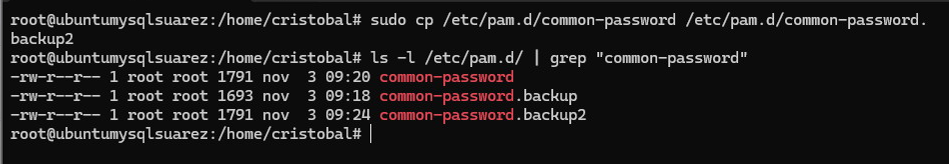 root@ubuntumysqlsuarez:/home/cristobal# sudo cp /etc/pam.d/common-password /etc/pam.d/common-password.
backup2
root@ubuntumysqlsuarez:/home/cristobal# ls -l /etc/pam.d/ | grep "common-password"
-rw-r--r-- 1 root root 1791 nov  3 09:20 common-password
-rw-r--r-- 1 root root 1693 nov  3 09:18 common-password.backup
-rw-r--r-- 1 root root 1791 nov  3 09:24 common-password.backup2
root@ubuntumysqlsuarez:/home/cristobal#